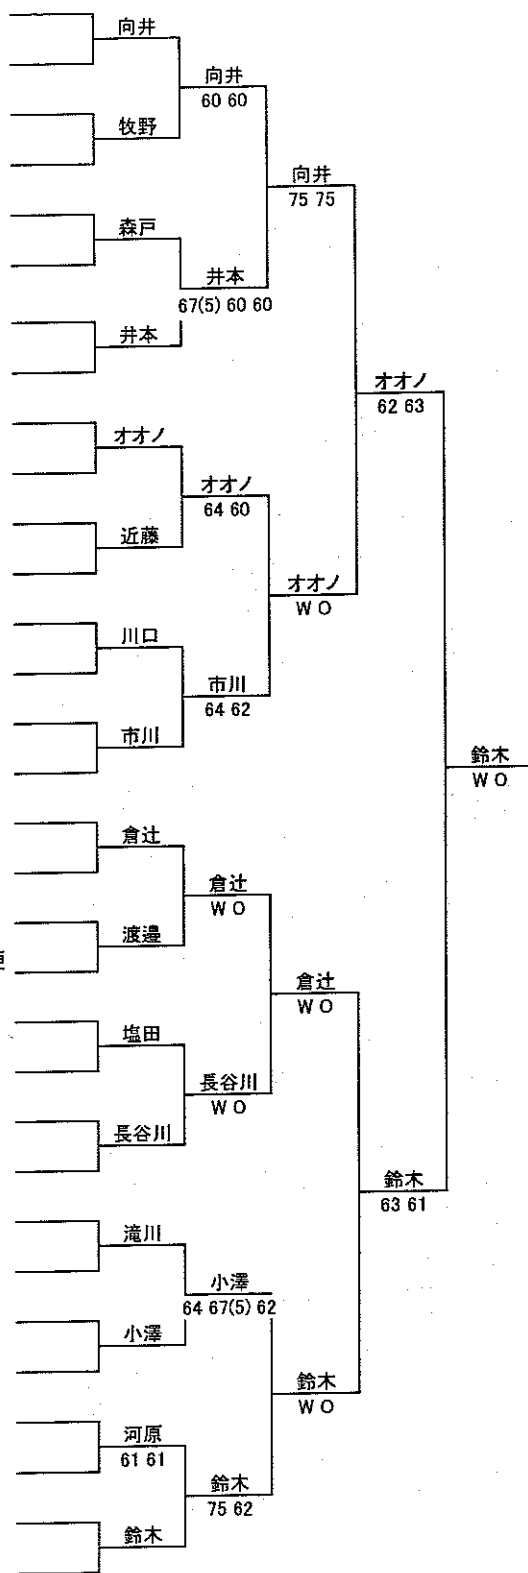 向井
向井
60 60
牧野
向井
75 75
森戸
井本
67(5) 60 60
井本
オオノ
62 63
オオノ
オオノ
64 60
近藤
オオノ
W O
川口
市川
64 62
市川
鈴木
W O
倉辻
倉辻
W O
渡邉
倉辻
W O
塩田
長谷川
W O
長谷川
鈴木
63 61
滝川
小澤
64 67(5) 62
小澤
鈴木
W O
河原
61 61
鈴木
75 62
鈴木